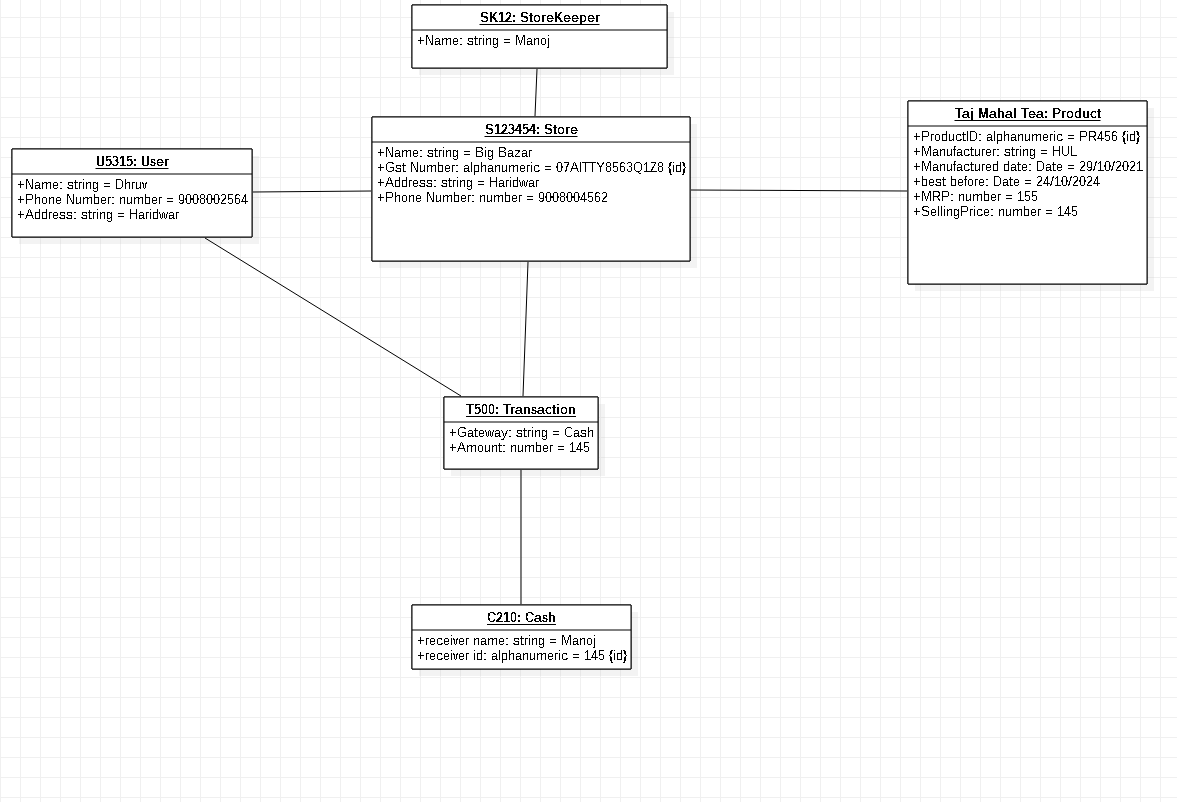 SK12: StoreKeeper
+Name: string = Manoj
S123454: Store
+Name: string = Big Bazar
+Gst Number: alphanumeric = 07AITTY8563Q1Z8 {id}
+Address: string = Haridwar
+Phone Number: number = 9008004562
Taj Mahal Tea: Product
+ProductID: alphanumeric = PR456 {id}
+Manufacturer: string = HUL
+Manufactured date: Date = 29/10/2021
+best before: Date = 24/10/2024
+MRP: number = 155
+SellingPrice: number = 145
U5315: User
+Name: string = Dhruv
+Phone Number: number = 9008002564
+Address: string = Haridwar
T500: Transaction
+Gateway: string = Cash
+Amount: number = 145
C210: Cash
+receiver name: string = Manoj
+receiver id: alphanumeric = 145 {id}